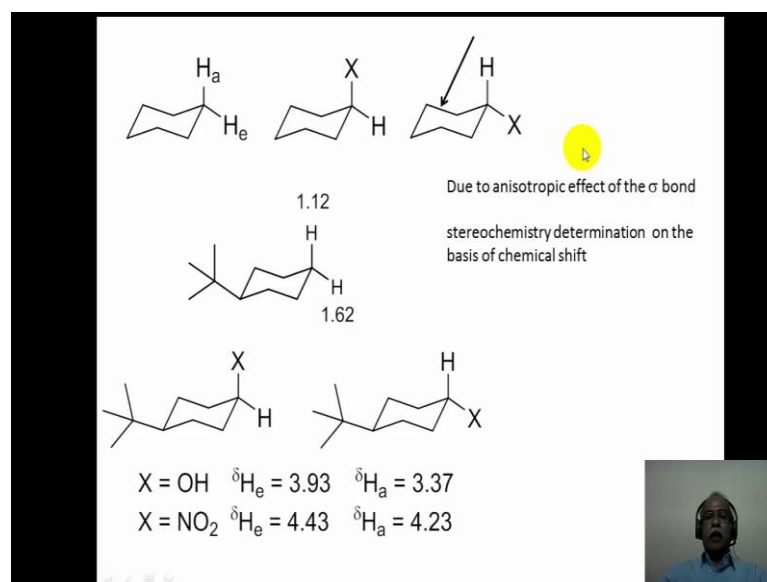 Ha
X
H
He
H
X
Due to anisotropic effect of the σ bond
1.12
stereochemistry determination on the
basis of chemical shift
H
H
1.62
X
H
H
X
X = OH δHe = 3.93 δHa = 3.37
X = NO2 δHe = 4.43 δHa = 4.23